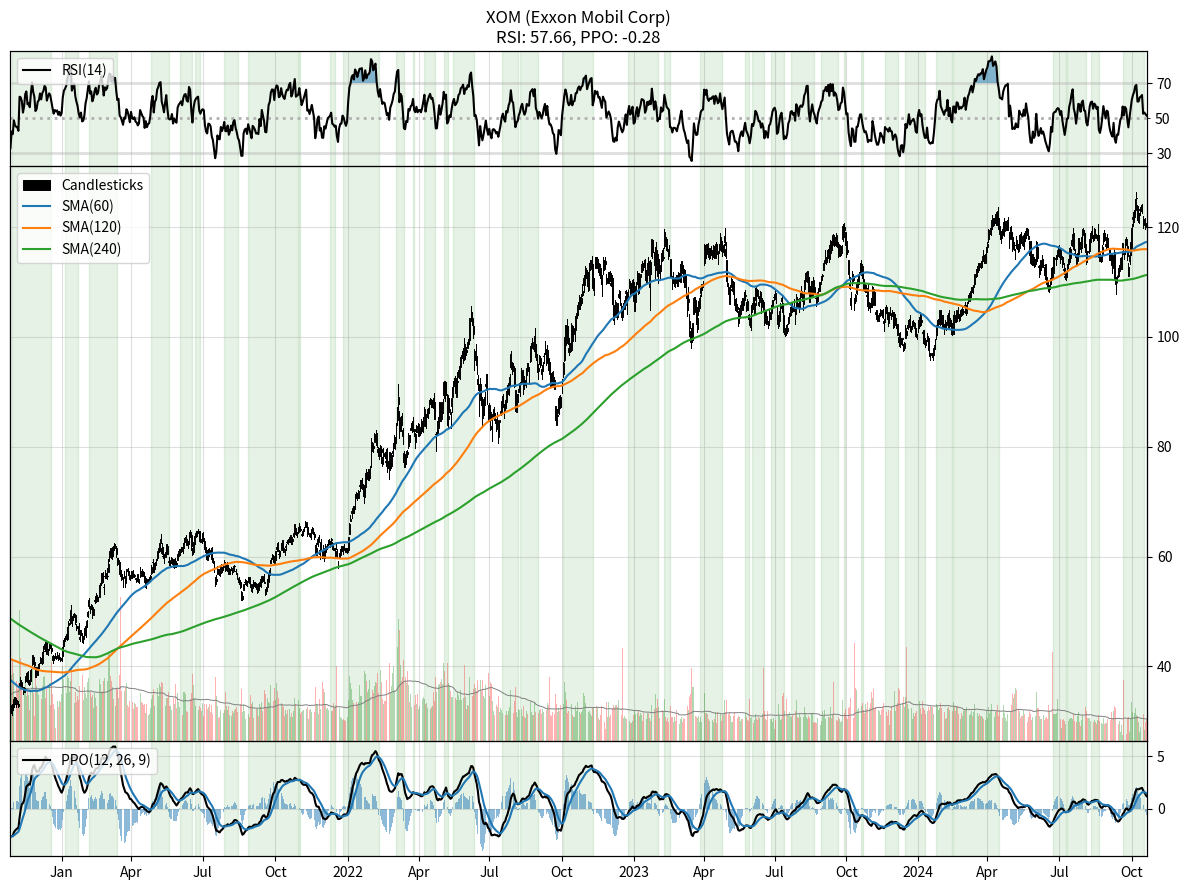 XOM (Exxon Mobil Corp)
RSI: 57.66, PPO: -0.28
RSI(14)
70
50
30
Candlesticks
SMA(60)
SMA(120)
SMA(240)
120
100
80
60
40
PPO(12, 26, 9)
5
0
Jan Apr Jul Oct 2022 Apr Jul Oct 2023 Apr Jul Oct 2024 Apr Jul Oct